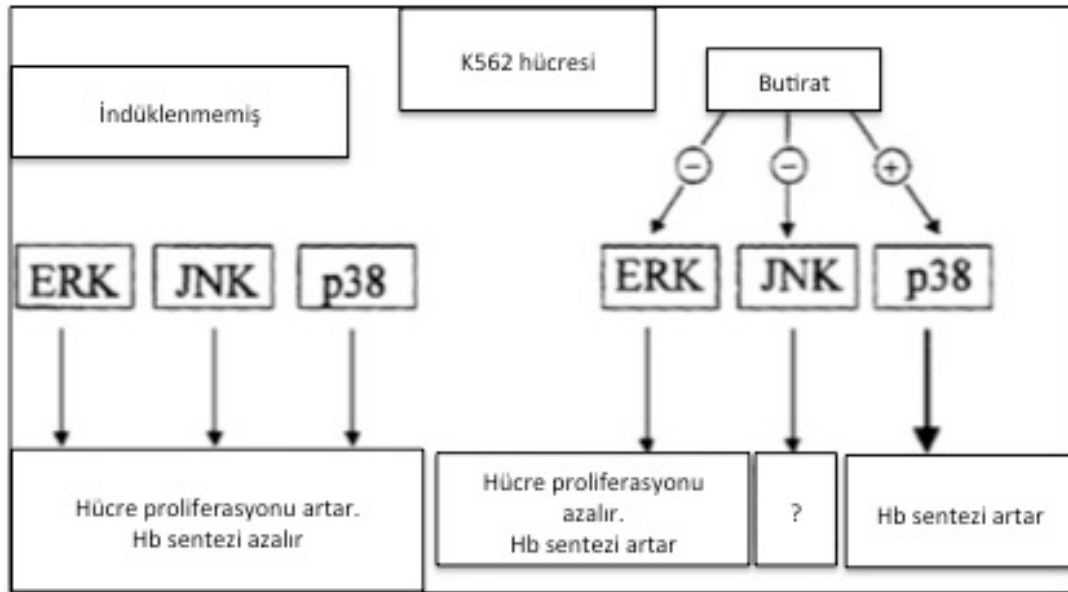 K562 hücresi
İndüklenmemiş
Butirat
− − +
ERK JNK p38
ERK JNK p38
Hücre proliferasyonu artar.
Hb sentezi azalır
Hücre proliferasyonu
azalır.
Hb sentezi artar
?
Hb sentezi artar